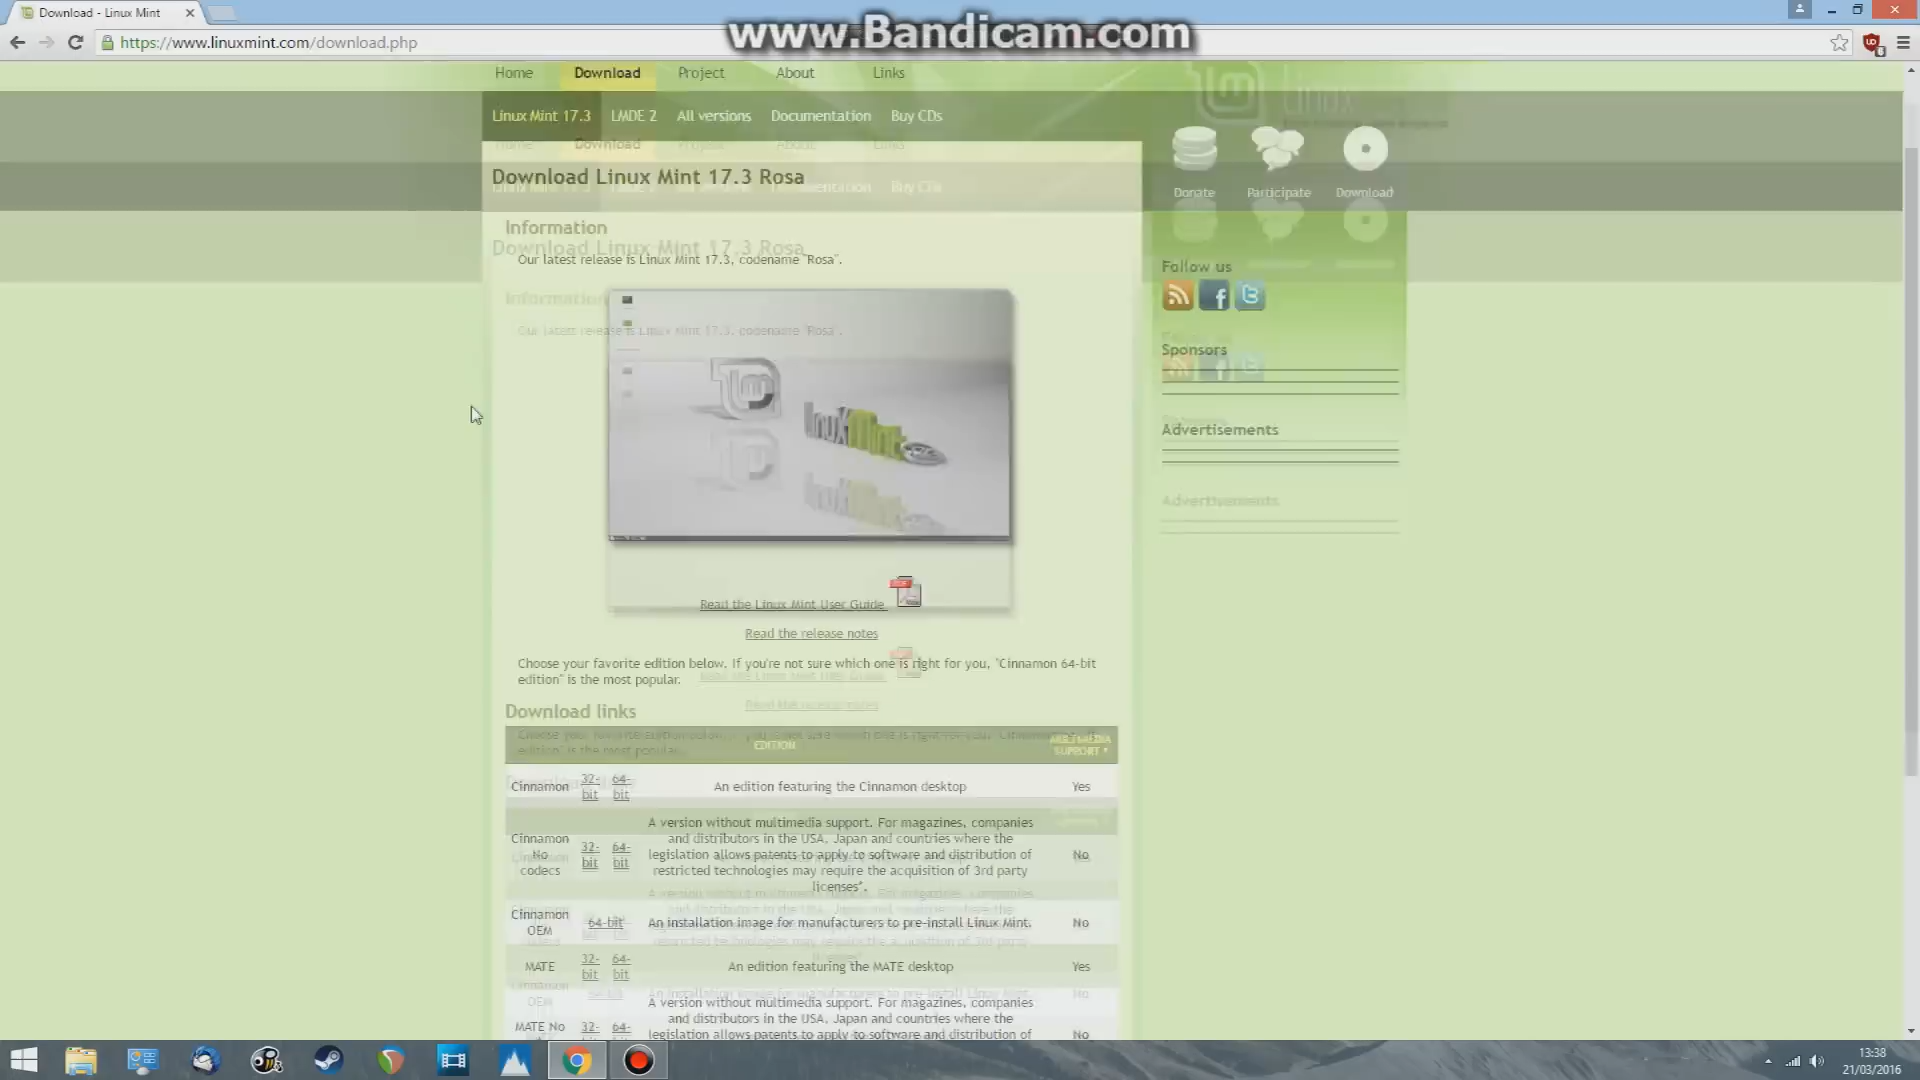 Download - Linux Mint
www.Bandicam.com
https://www.linuxmint.com/download.php
Home Download Project About Links
Linux Mint 17.3 LMDE 2 All versions Documentation Buy CDs
Download Linux Mint 17.3 Rosa
Donate Participate Download
Information
Our latest release is Linux Mint 17.3, codename "Rosa".
Follow us
Sponsors
Advertisements
Read the Linux Mint User Guide
Read the release notes
Choose your favorite edition below. If you're not sure which one is right for you, "Cinnamon 64-bit
edition" is the most popular.
Download links
EDITION MULTIMEDIA
SUPPORT *
Cinnamon 32-
bit 64-
bit An edition featuring the Cinnamon desktop Yes
Cinnamon
No
codecs 32-
bit 64-
bit A version without multimedia support. For magazines, companies
and distributors in the USA, Japan and countries where the
legislation allows patents to apply to software and distribution of
restricted technologies may require the acquisition of 3rd party
licenses*. No
Cinnamon
OEM 64-bit An installation image for manufacturers to pre-install Linux Mint. No
MATE 32-
bit 64-
bit An edition featuring the MATE desktop Yes
MATE No 32- 64- A version without multimedia support. For magazines, companies
and distributors in the USA, Japan and countries where the
legislation allows patents to apply to software and distribution of No
13:38
21/03/2016